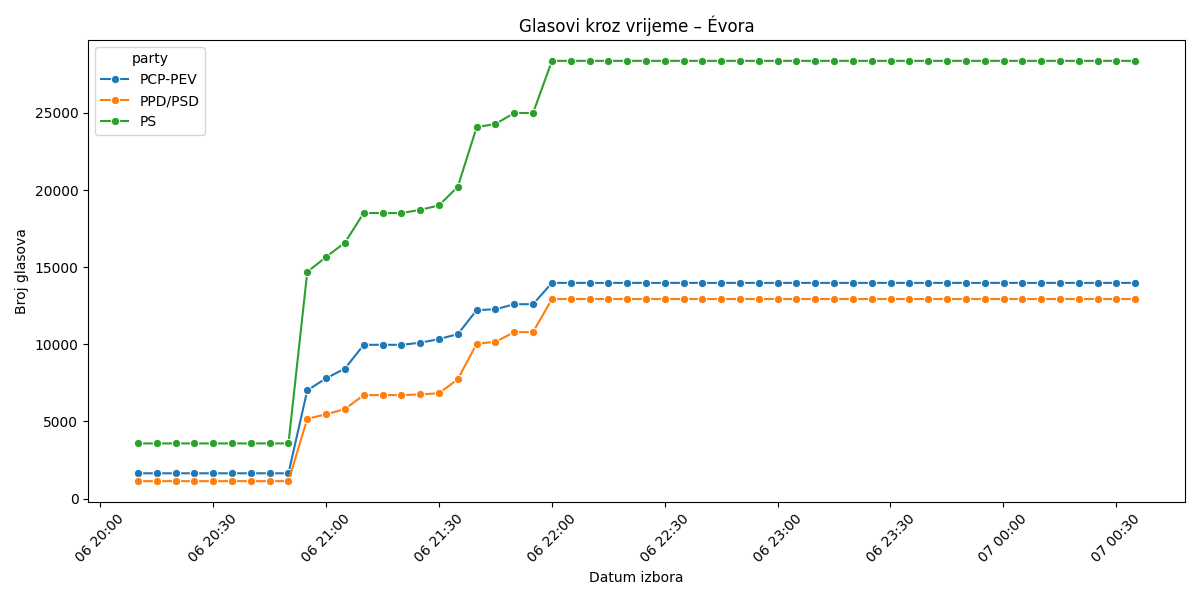 Glasovi kroz vrijeme – Évora
party
PCP-PEV
PPD/PSD
PS
Broj glasova
25000
20000
15000
10000
5000
0
06 20:00
06 20:30
06 21:00
06 21:30
06 22:00
06 22:30
06 23:00
06 23:30
07 00:00
07 00:30
Datum izbora